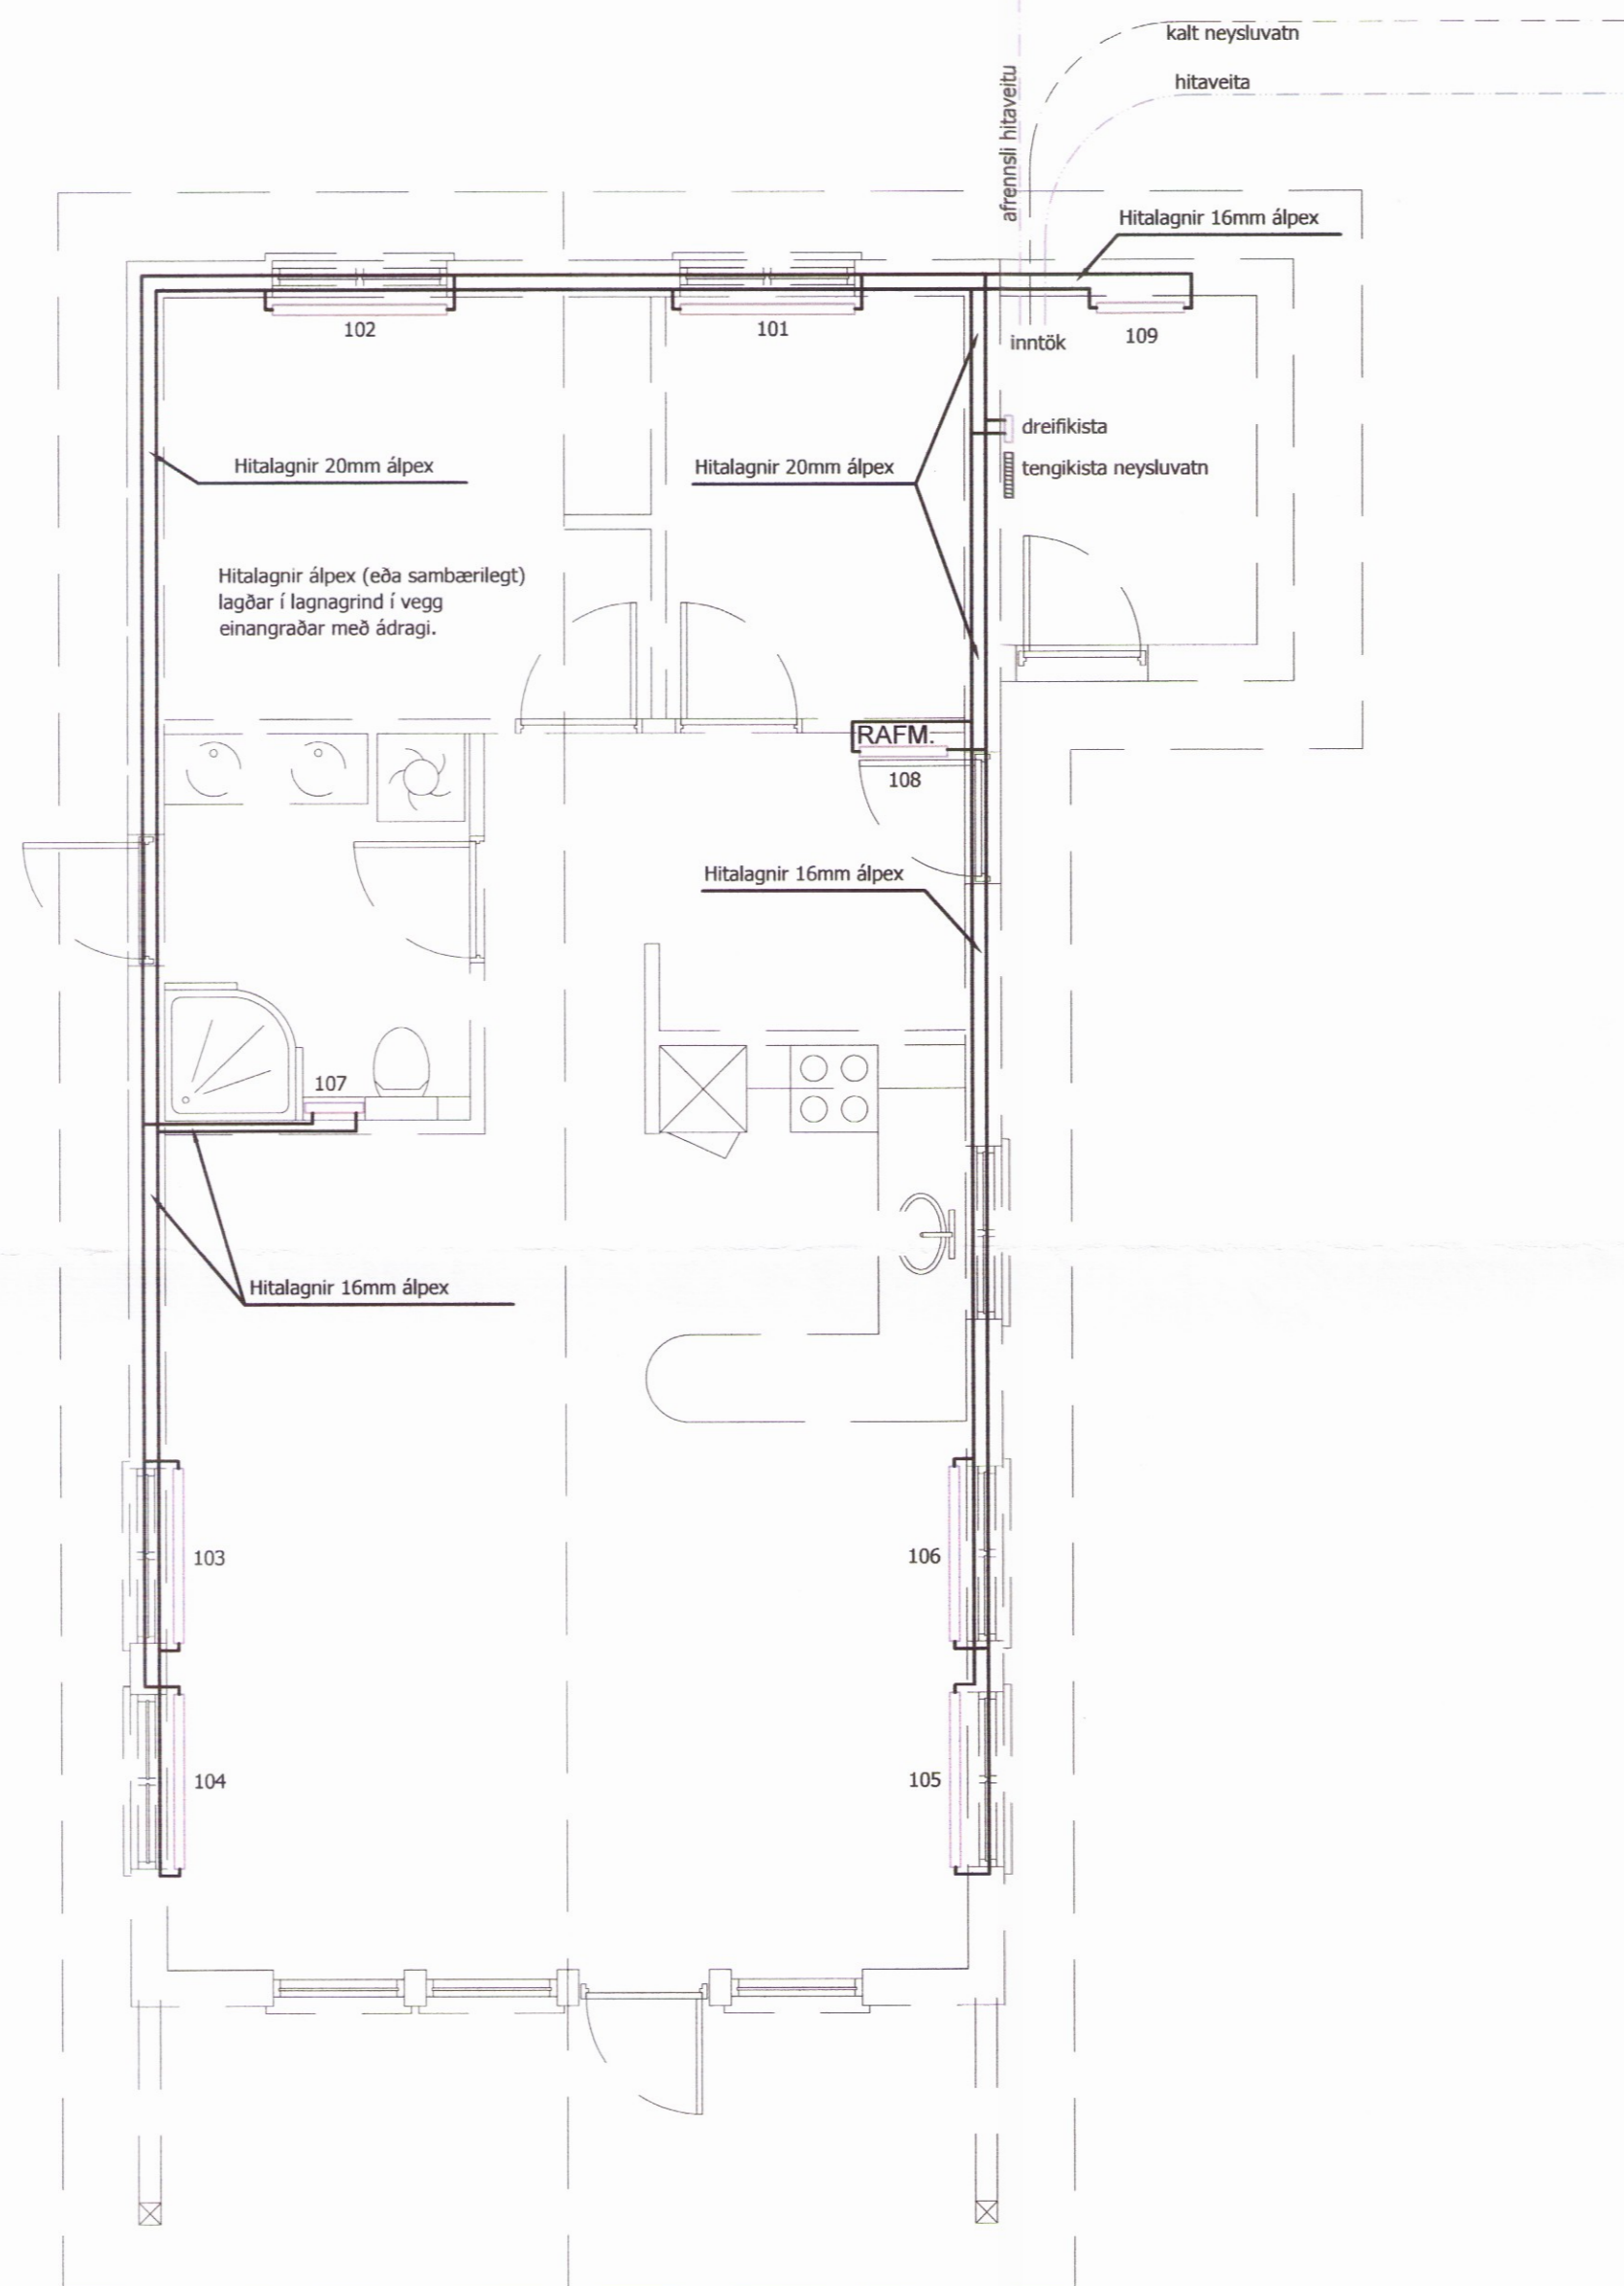 kalt neysluvatn
hitaveita
afrennsli hitaveitu
Hitalagnir 16mm álpex
102
101
109
inntök
dreifikista
Hitalagnir 20mm álpex
Hitalagnir 20mm álpex
tengikista neysluvatn
Hitalagnir álpex (eða sambærilegt)
lagðar í lagnagrind í vegg
einangraðar með ádragi.
RAFM.
108
Hitalagnir 16mm álpex
107
Hitalagnir 16mm álpex
103
106
104
105